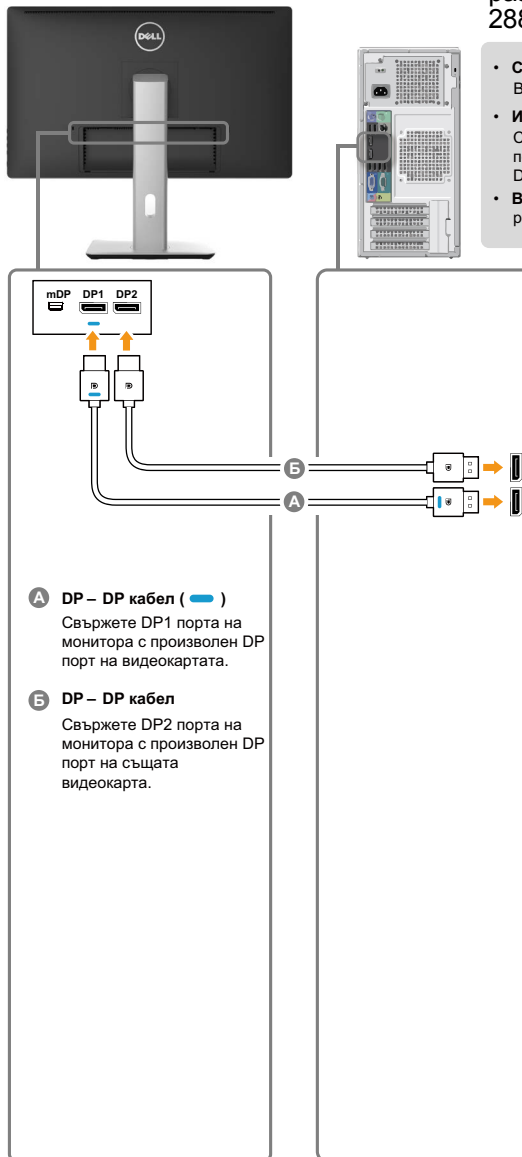 DELL
288
mDP DP1 DP2
Б
А
А DP – DP кабел ( )
Свържете DP1 порта на
монитора с произволен DP
порт на видеокартата.
Б DP – DP кабел
Свържете DP2 порта на
монитора с произволен DP
порт на същата
видеокарта.